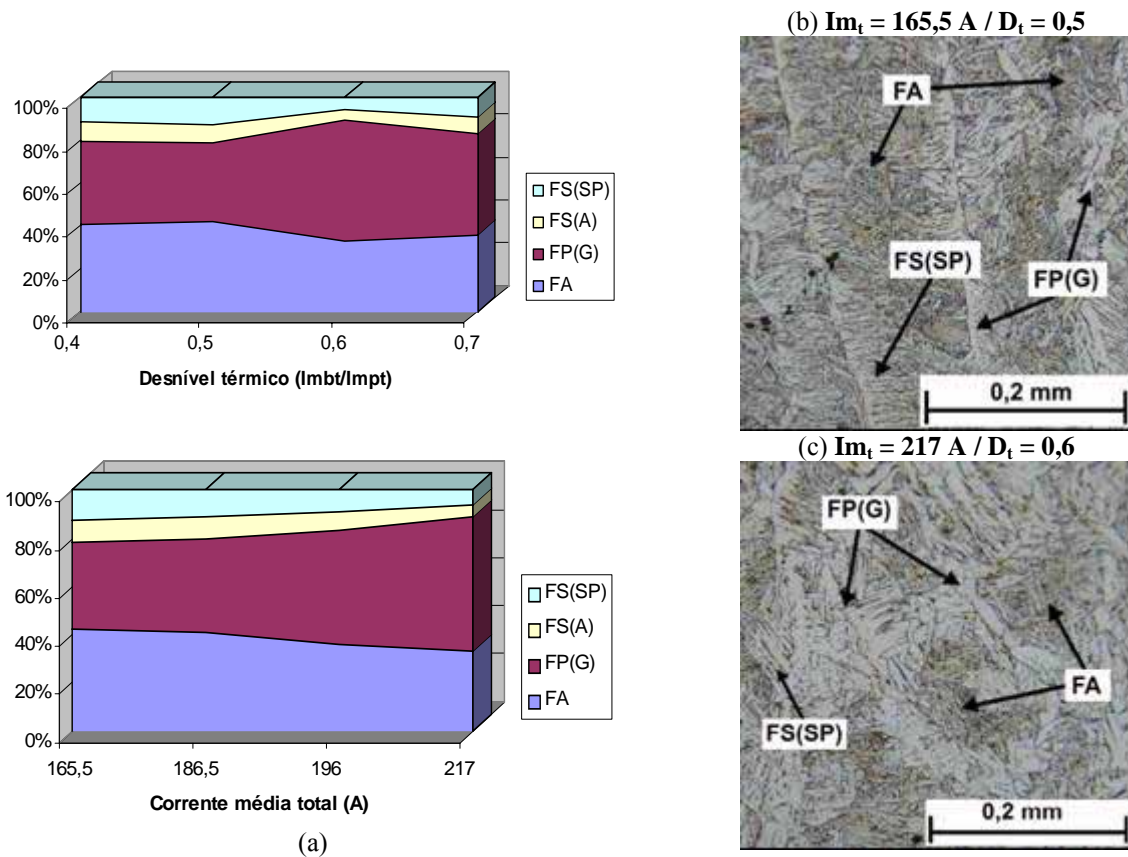 100%
80%
60%
40%
20%
0%
0,4 0,5 0,6 0,7
Desnível térmico (Imbt/Impt)
FS(SP)
FS(A)
FP(G)
FA
100%
80%
60%
40%
20%
0%
165,5 186,5 196 217
Corrente média total (A)
FS(SP)
FS(A)
FP(G)
FA
(a)
(b) Imt = 165,5 A / Dt = 0,5
FA
FS(SP)
FP(G)
0,2 mm
(c) Imt = 217 A / Dt = 0,6
FP(G)
FA
FS(SP)
0,2 mm